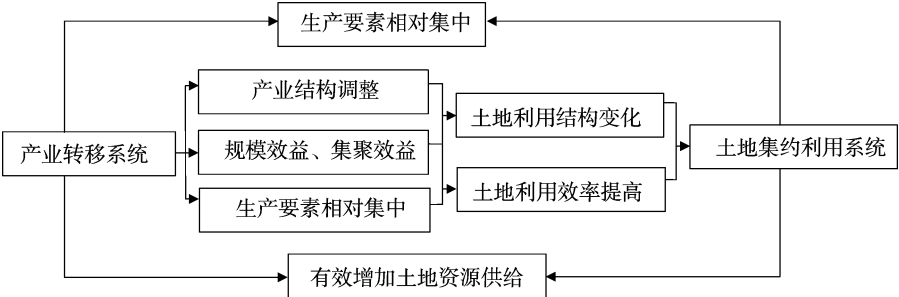 生产要素相对集中
产业结构调整
土地利用结构变化
产业转移系统
规模效益、集聚效益
土地集约利用系统
土地利用效率提高
生产要素相对集中
有效增加土地资源供给